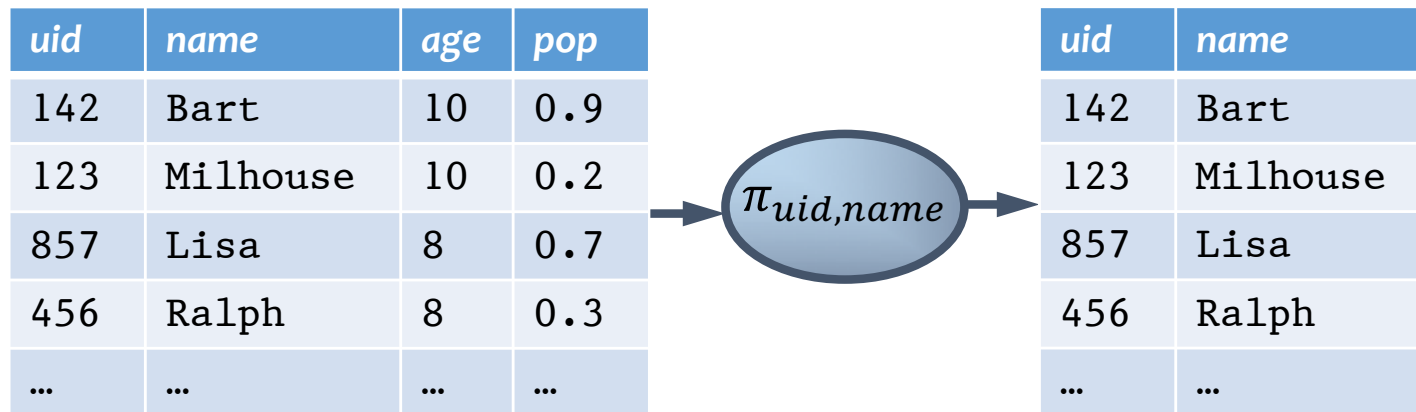 uid name age pop
142 Bart 10 0.9
123 Milhouse 10 0.2
857 Lisa 8 0.7
456 Ralph 8 0.3
... ... ... ...
π uid,name
uid name
142 Bart
123 Milhouse
857 Lisa
456 Ralph
... ...